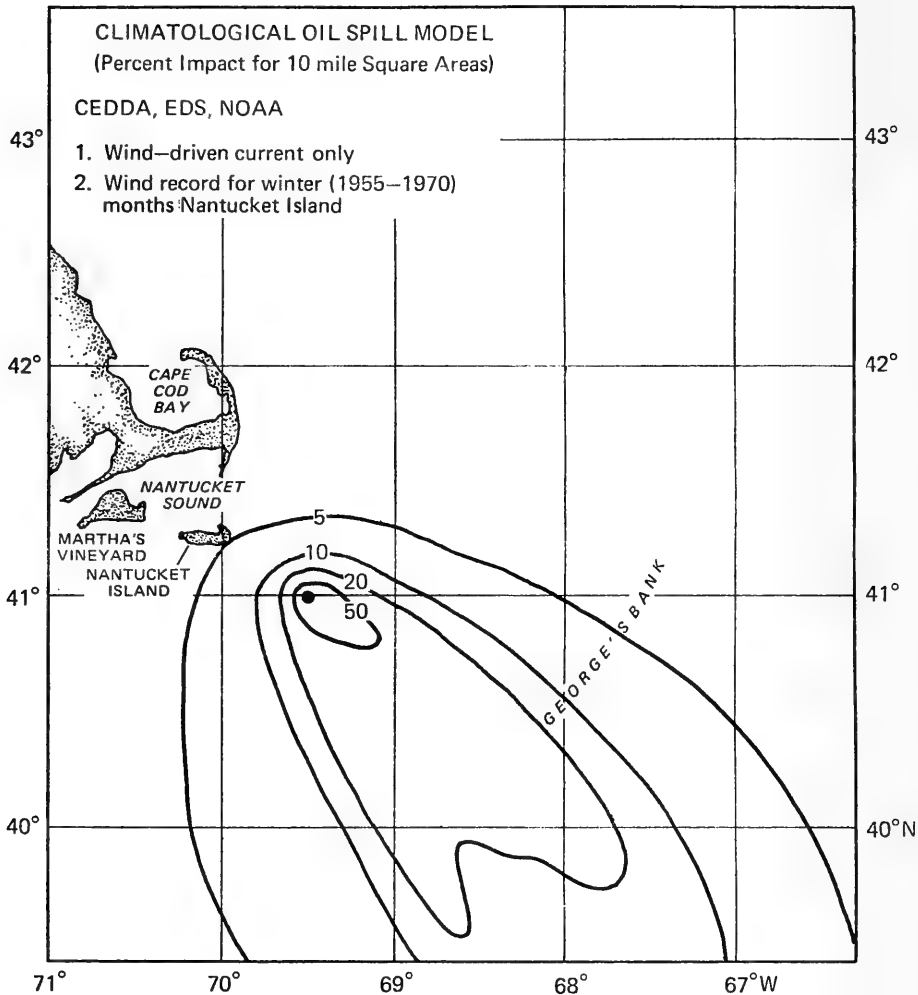 CLIMATOLOGICAL OIL SPILL MODEL
(Percent Impact for 10 mile Square Areas)
CEDDA, EDS, NOAA
1. Wind–driven current only
2. Wind record for winter (1955–1970)
months Nantucket Island
43°
43°
42°
42°
CAPE
COD
BAY
NANTUCKET
SOUND
MARTHA'S
VINEYARD
NANTUCKET
ISLAND
5
10
20
50
41°
41°
GEORGE'S BANK
40°
40°N
71°
70°
69°
68°
67°W